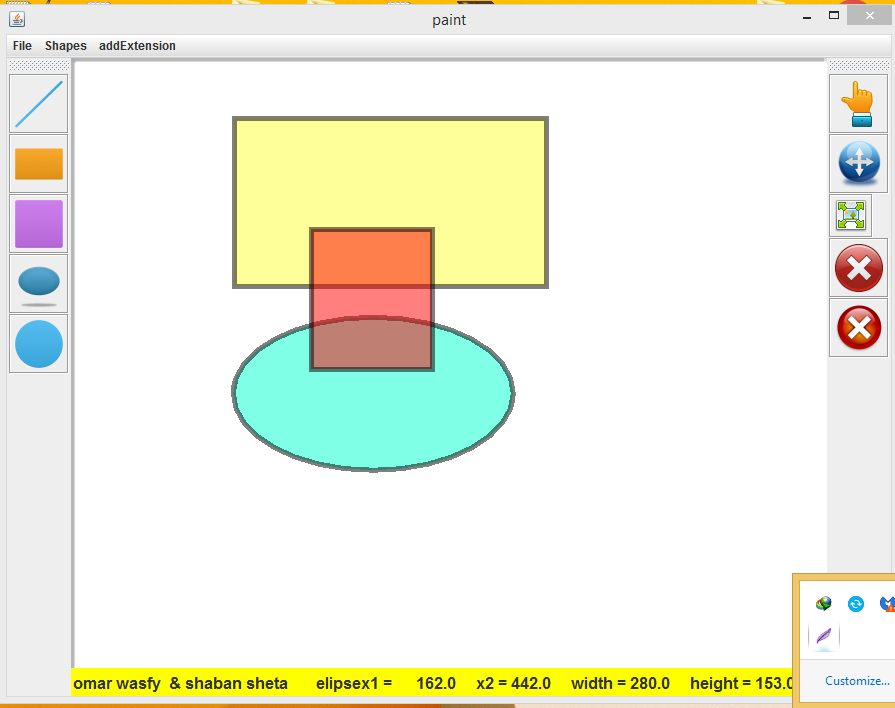 paint
File Shapes addExtension
omar wasfy & shaban sheta elipsex1 = 162.0 x2 = 442.0 width = 280.0 height = 153.0
Customize...